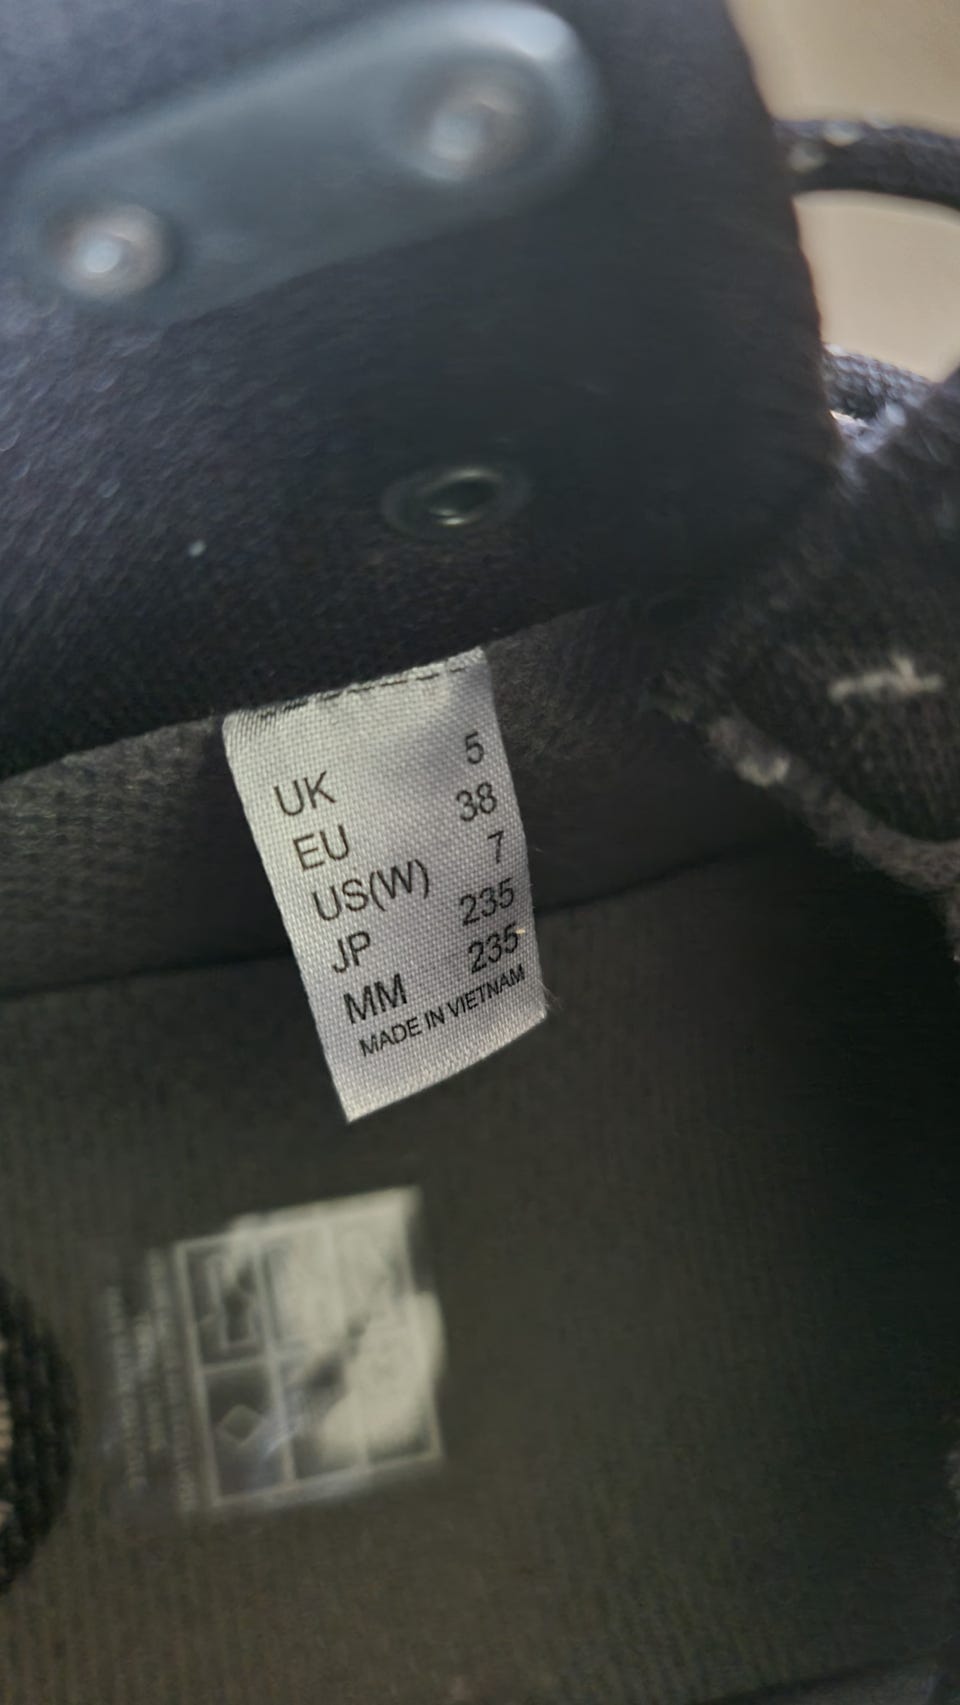 UK 5
EU 38
US(W) 7
JP 235
MM 235
MADE IN VIETNAM